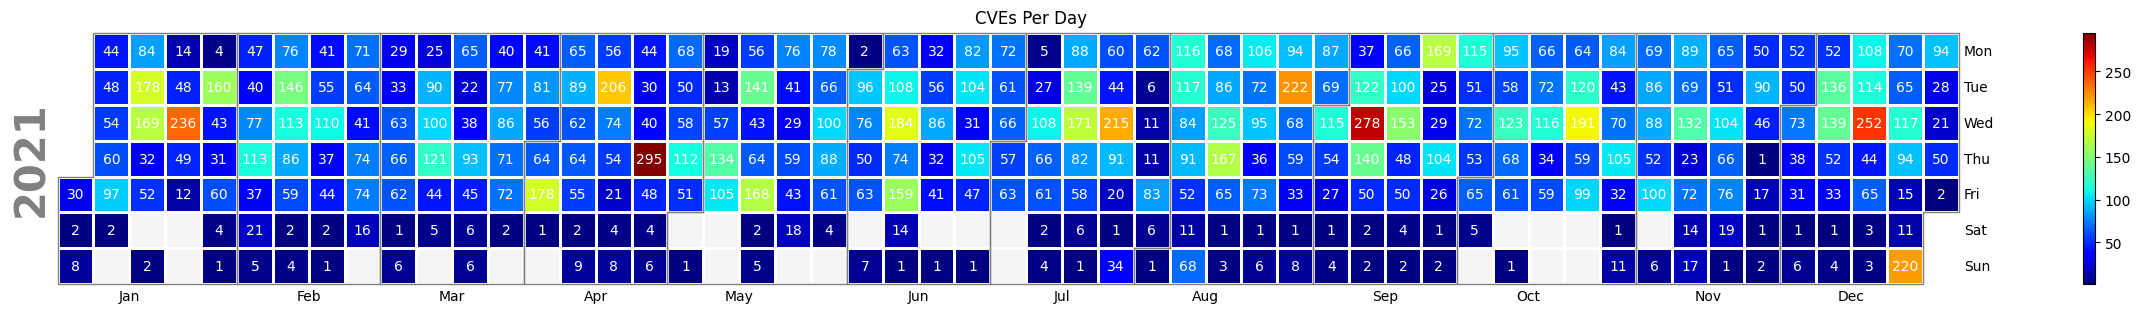 CVEs Per Day
44 84 14 4 47 76 41 71 29 25 65 40 41 65 56 44 68 19 56 76 78 2 63 32 82 72 5 88 60 62 116 68 106 94 87 37 66 169 115 95 66 64 84 69 89 65 50 52 52 108 70 94 Mon
48 178 48 160 40 146 55 64 33 90 22 77 81 89 206 30 50 13 141 41 66 96 108 56 104 61 27 139 44 6 117 86 72 222 69 122 100 25 51 58 72 120 43 86 69 51 90 50 136 114 65 28 Tue
54 169 236 43 77 113 110 41 63 100 38 86 56 62 74 40 58 57 43 29 100 76 184 86 31 66 108 171 215 11 84 125 95 68 115 278 153 29 72 123 116 191 70 88 132 104 46 73 139 252 117 21 Wed
60 32 49 31 113 86 37 74 66 121 93 71 64 64 54 295 112 134 64 59 88 50 74 32 105 57 66 82 91 11 91 167 36 59 54 140 48 104 53 68 34 59 105 52 23 66 1 38 52 44 94 50 Thu
30 97 52 12 60 37 59 44 74 62 44 45 72 178 55 21 48 51 105 168 43 61 63 159 41 47 63 61 58 20 83 52 65 73 33 27 50 50 26 65 61 59 99 32 100 72 76 17 31 33 65 15 2 Fri
2 2 4 21 2 2 16 1 5 6 2 1 2 4 4 2 18 4 14 2 6 1 6 11 1 1 1 1 2 4 1 5 1 14 19 1 1 1 3 11 Sat
8 2 1 5 4 1 6 6 9 8 6 1 5 7 1 1 1 4 1 34 1 68 3 6 8 4 2 2 2 1 11 6 17 1 2 6 4 3 220 Sun
Jan Feb Mar Apr May Jun Jul Aug Sep Oct Nov Dec
2021
250
200
150
100
50